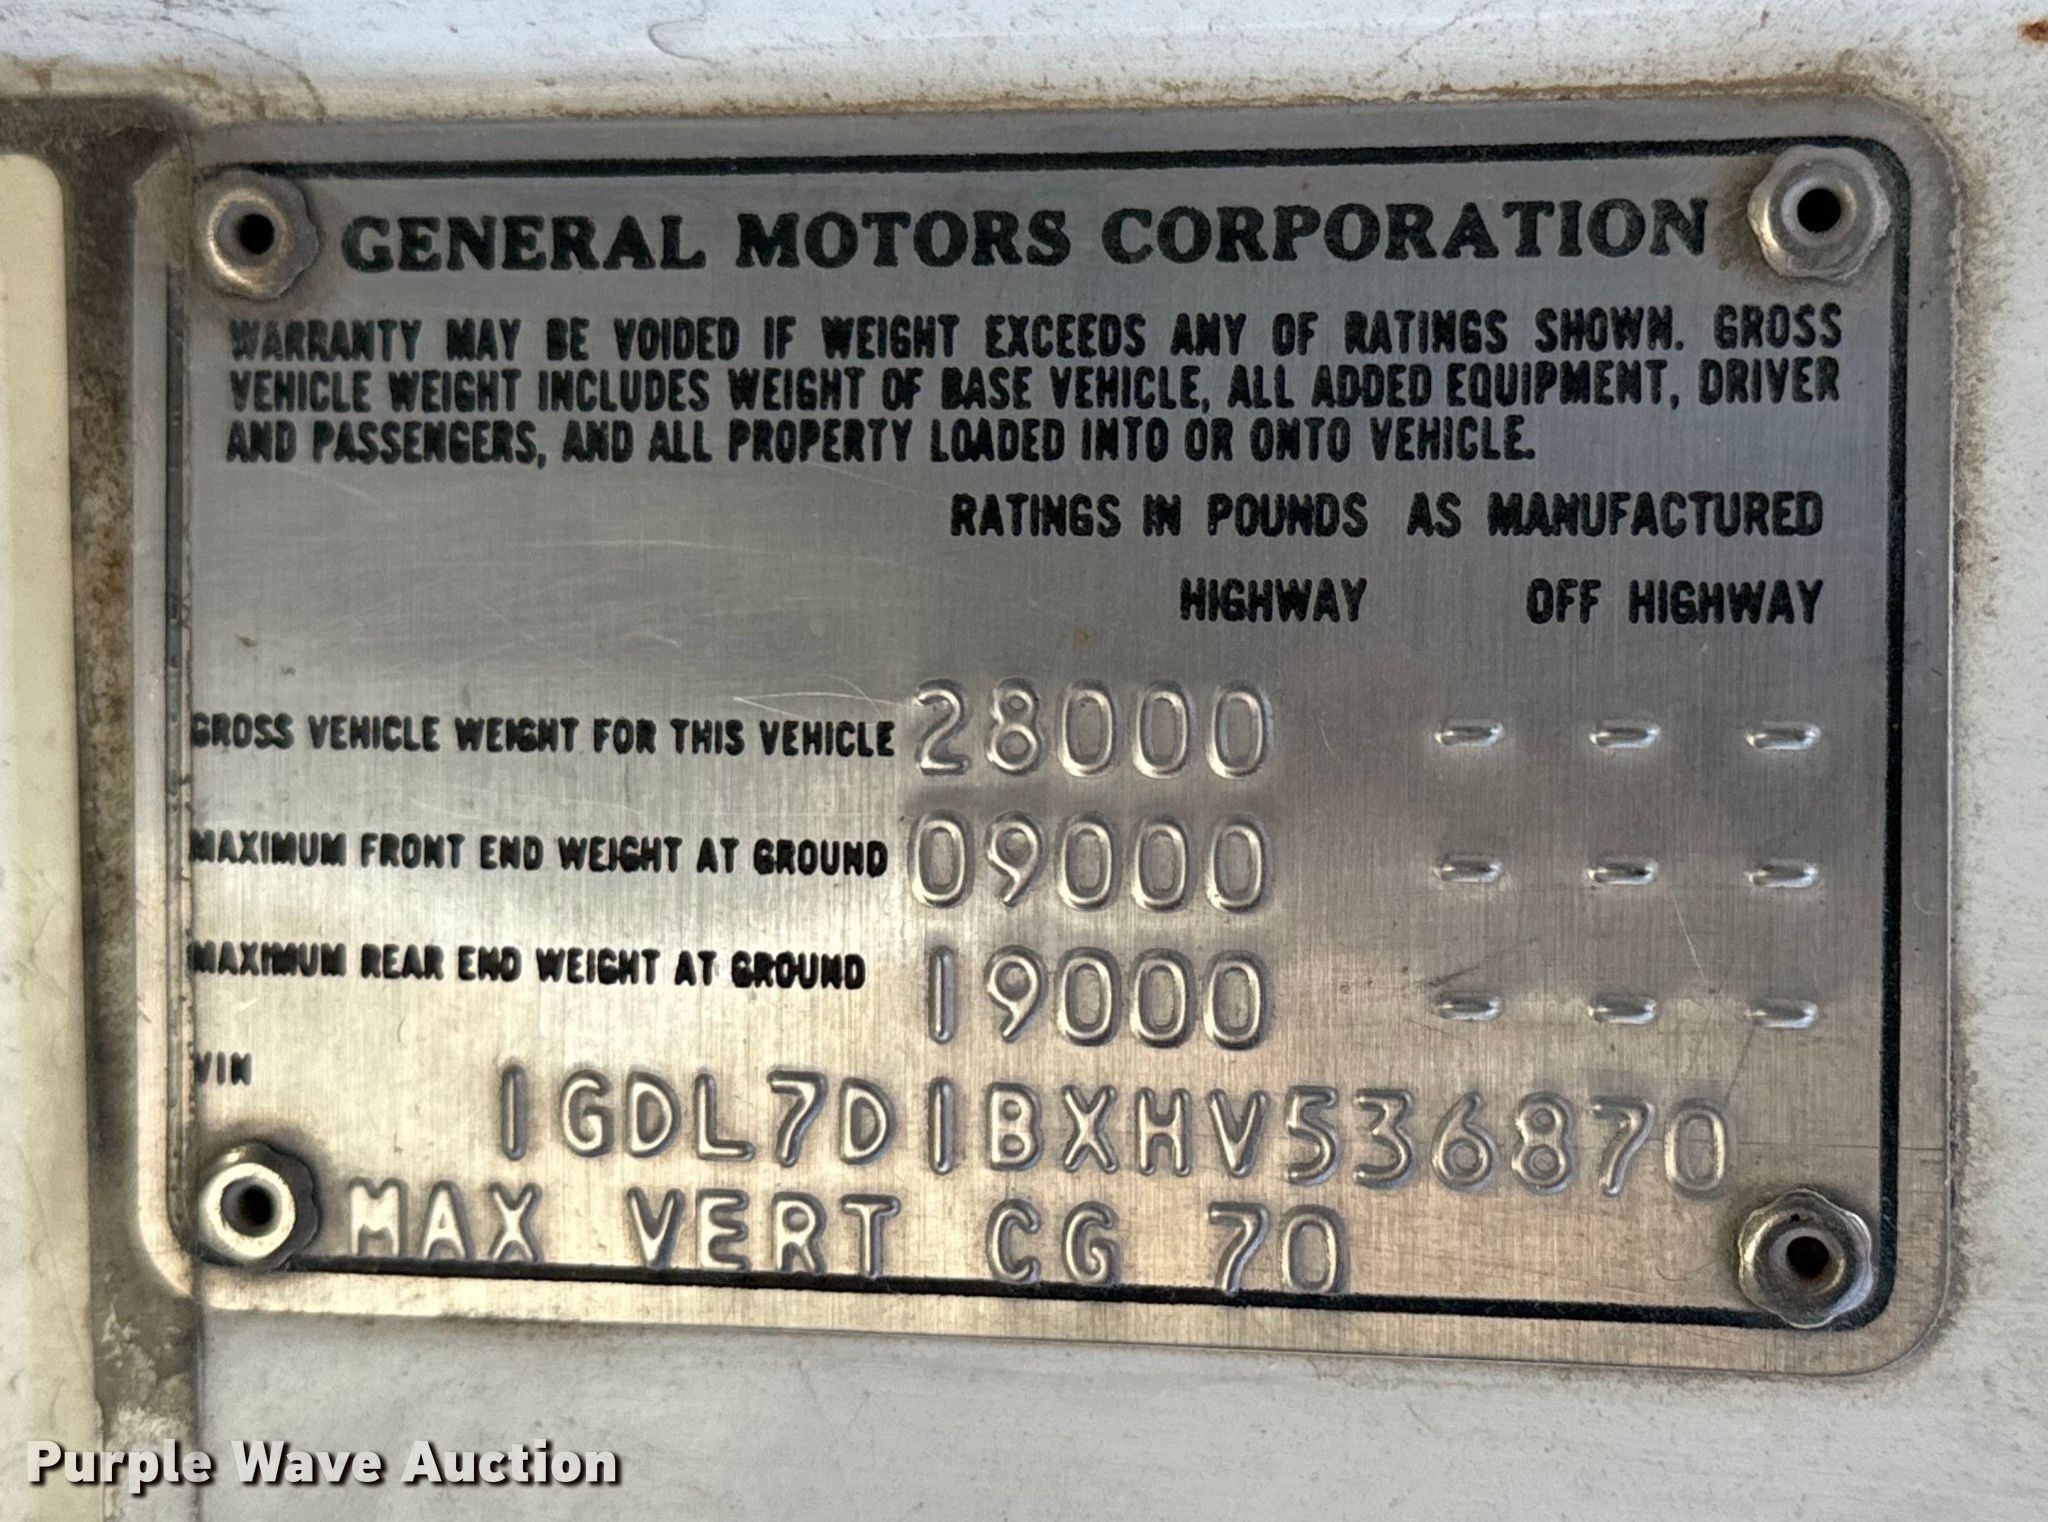 GENERAL MOTORS CORPORATION
WARRANTY MAY BE VOIDED IF WEIGHT EXCEEDS ANY OF RATINGS SHOWN. GROSS
VEHICLE WEIGHT INCLUDES WEIGHT OF BASE VEHICLE, ALL ADDED EQUIPMENT, DRIVER
AND PASSENGERS, AND ALL PROPERTY LOADED INTO OR ONTO VEHICLE.
RATINGS IN POUNDS AS MANUFACTURED
HIGHWAY OFF HIGHWAY
GROSS VEHICLE WEIGHT FOR THIS VEHICLE 28000 - - -
MAXIMUM FRONT END WEIGHT AT GROUND 09000 - - -
MAXIMUM REAR END WEIGHT AT GROUND 19000 - - -
VIN 1GDL7D1BXHV536870
MAX VERT CG 70
Purple Wave Auction